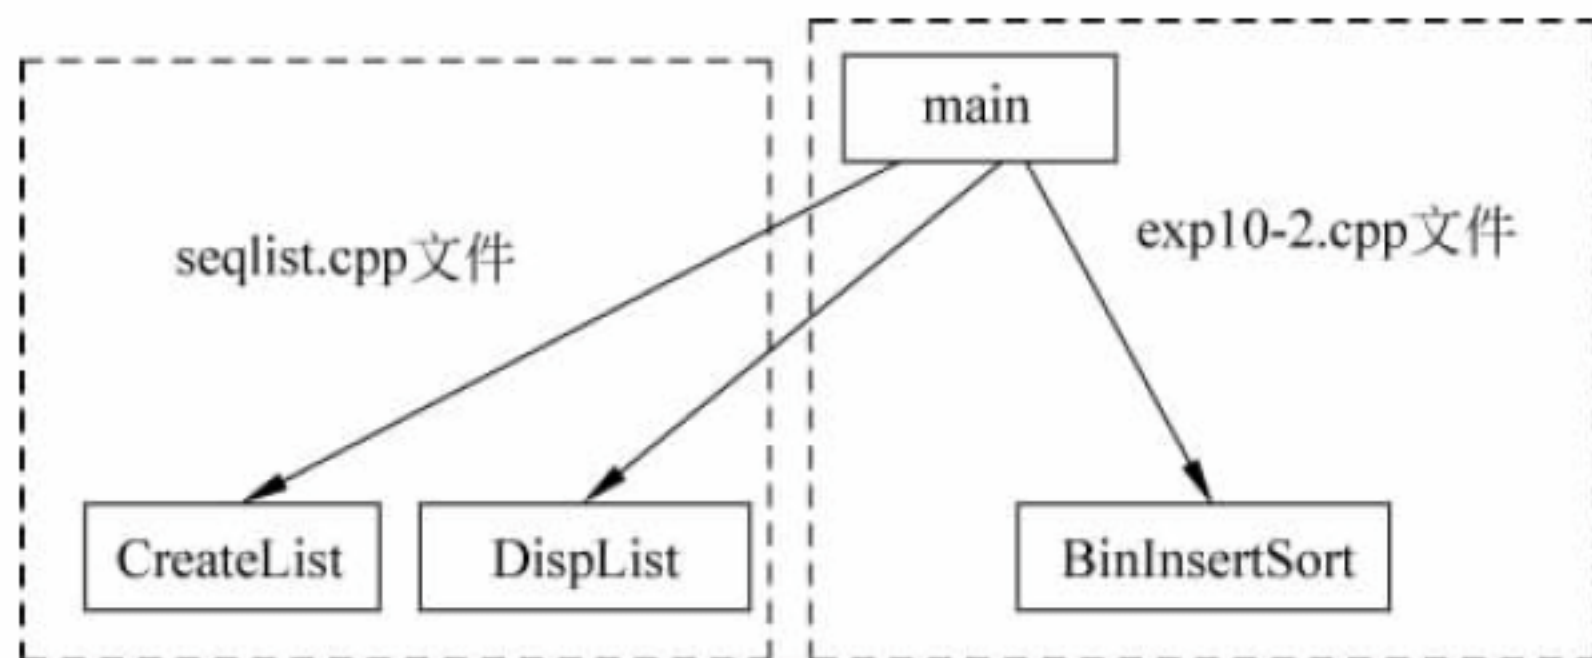 main
seqlist.cpp文件
exp10-2.cpp文件
CreateList
DispList
BinInsertSort